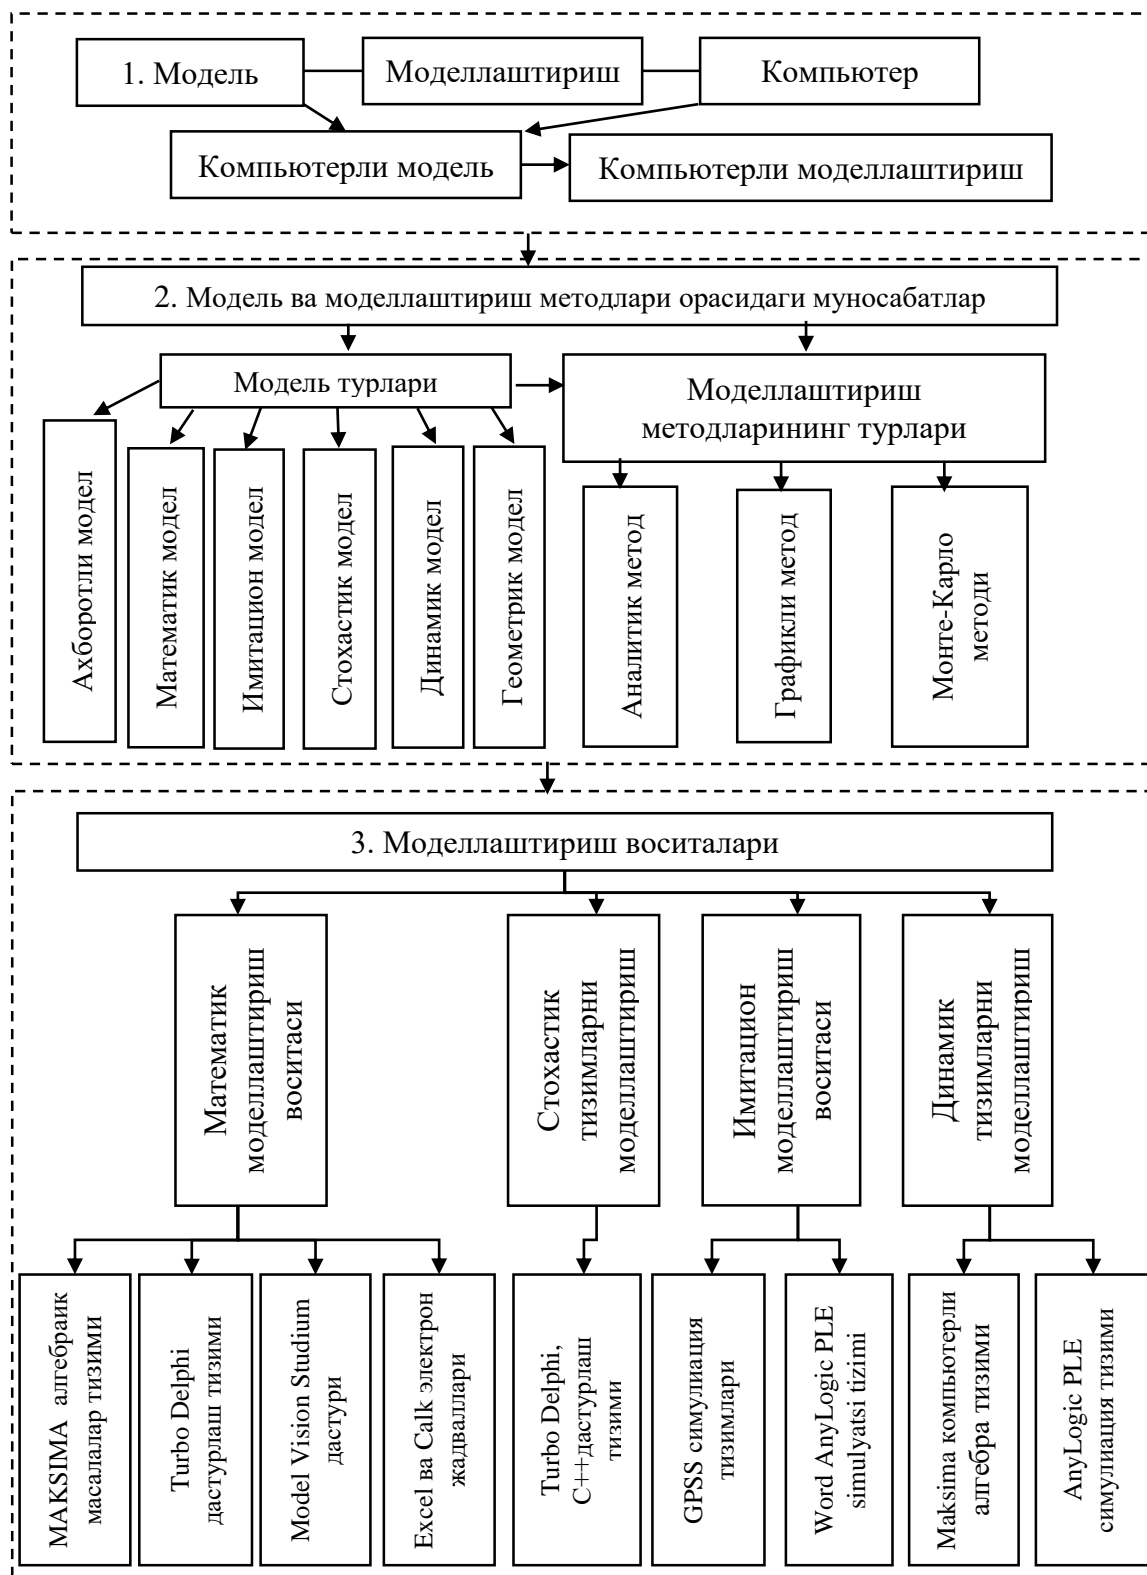 1. Модель
Моделлаштириш
Компьютер
Компьютерли модель
Компьютерли моделлаштириш
2. Модель ва моделлаштириш методлари орасидаги муносабатлар
Модель турлари
Моделлаштириш
методларининг турлари
Ахборотли модел
Математик модел
Имитацион модел
Стохастик модел
Динамик модел
Геометрик модел
Аналитик метод
Графикли метод
Монте-Карло
методи
3. Моделлаштириш воситалари
Математик
моделлаштириш
воситаси
Стохастик
тизимларни
моделлаштириш
Имитацион
моделлаштириш
воситаси
Динамик
тизимларни
моделлаштириш
MAKSIMA алгебраик
масалалар тизими
Turbo Delphi
дастурлаш тизими
Model Vision Studium
дастури
Excel ва Calk электрон
жадваллари
Turbo Delphi,
C++дастурлаш
тизими
GPSS симулиация
тизимлари
Word AnyLogic PLE
simulyatsi tizimi
Maksima компьютерли
алгебра тизими
AnyLogic PLE
симулиация тизими